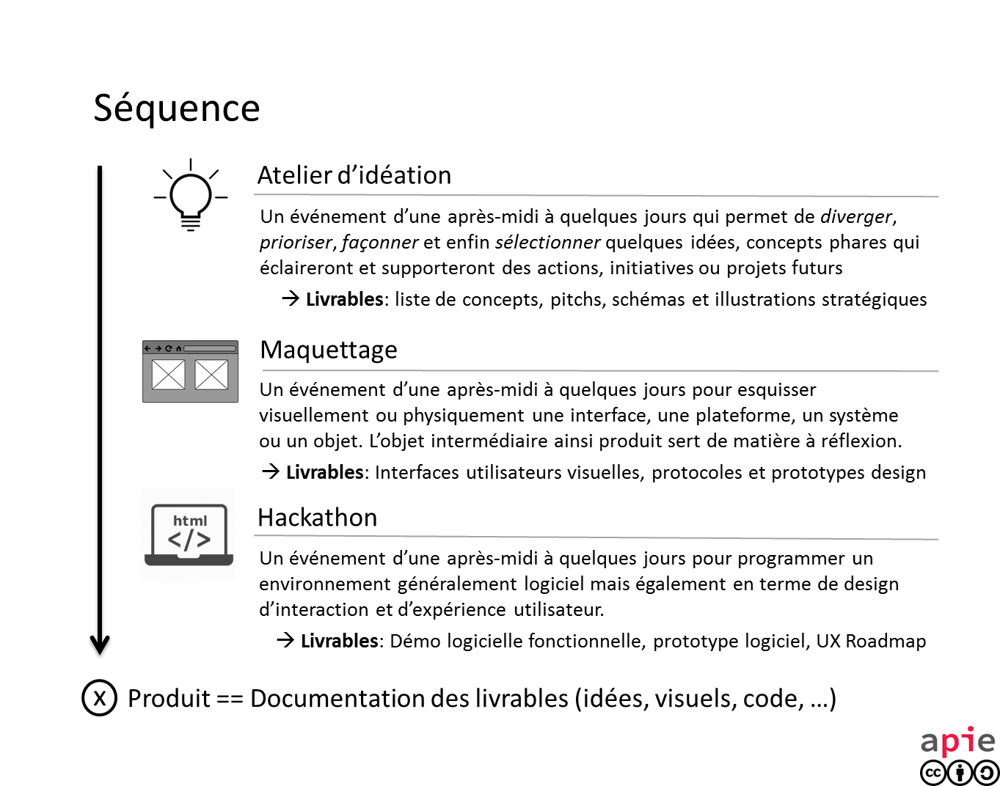 Séquence
Atelier d’idéation
Un événement d’une après-midi à quelques jours qui permet de diverger,
prioriser, façonner et enfin sélectionner quelques idées, concepts phares qui
éclaireront et supporteront des actions, initiatives ou projets futurs
→ Livrables: liste de concepts, pitchs, schémas et illustrations stratégiques
Maquettage
Un événement d’une après-midi à quelques jours pour esquisser
visuellement ou physiquement une interface, une plateforme, un système
ou un objet. L’objet intermédiaire ainsi produit sert de matière à réflexion.
→ Livrables: Interfaces utilisateurs visuelles, protocoles et prototypes design
html
</>
Hackathon
Un événement d’une après-midi à quelques jours pour programmer un
environnement généralement logiciel mais également en terme de design
d’interaction et d’expérience utilisateur.
→ Livrables: Démo logicielle fonctionnelle, prototype logiciel, UX Roadmap
X Produit == Documentation des livrables (idées, visuels, code, …)
apie
cc